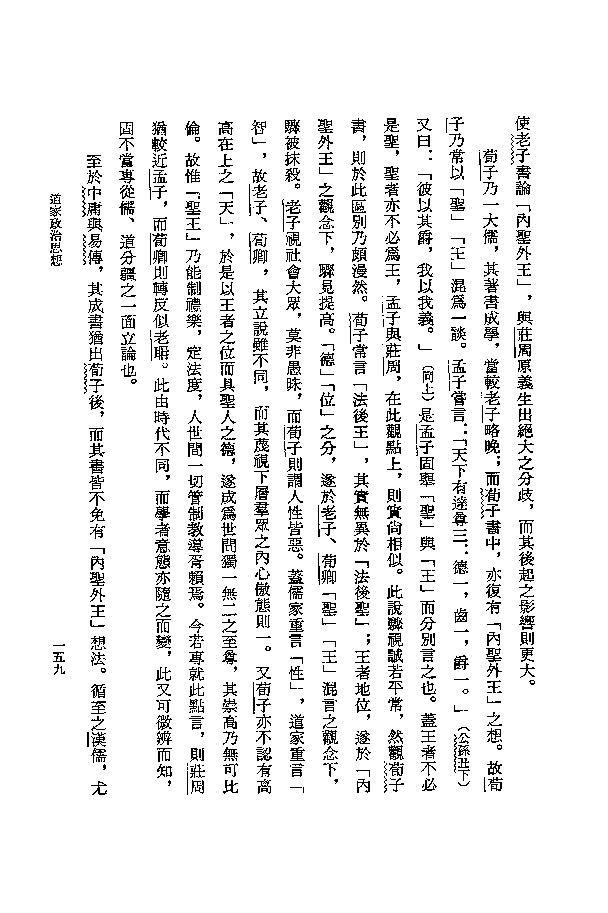 使老子書論「內聖外王」，與莊周原義生出絕大之分歧，而其後起之影響則更大。
荀子乃一大儒，其著書成學，當較老子略晚；而荀子書中，亦復有「內聖外王」之想。故荀
子乃常以「聖」「王」混爲一談。孟子嘗言：「天下有達尊三：德一，齒一，爵一。」（公孫丑下）
又曰：「彼以其爵，我以我義。」（同上）是孟子固舉「聖」與「王」而分別言之也。蓋王者不必
是聖，聖者亦不必爲王，孟子與莊周，在此觀點上，則實尚相似。此說驟視誠若平常，然觀荀子
書，則於此區別乃頗漫然。荀子常言「法後王」，其實無異於「法後聖」；王者地位，遂於「內
聖外王」之觀念下，驟見提高。「德」「位」之分，遂於老子、荀卿「聖」「王」混言之觀念下，
驟被抹殺。老子視社會大眾，莫非愚昧，而荀子則謂人性皆惡。蓋儒家重言「性」，道家重言「
智」，故老子、荀卿，其立說雖不同，而其蔑視下層羣眾之內心傲態則一。又荀子亦不認有高
高在上之「天」，於是以王者之位而具聖人之德，遂成爲世間獨一無二之至尊，其崇高乃無可比
倫。故惟「聖王」乃能制禮樂，定法度，人世間一切管制教導胥賴焉。今若專就此點言，則莊周
猶較近孟子，而荀卿則轉反似老聃。此由時代不同，而學者意態亦隨之而變，此又可微辨而知，
固不當專從儒、道分疆之一面立論也。
至於中庸與易傳，其成書猶出荀子後，而其書皆不免有「內聖外王」想法。循至之漢儒，尤
道家政治思想
一五九